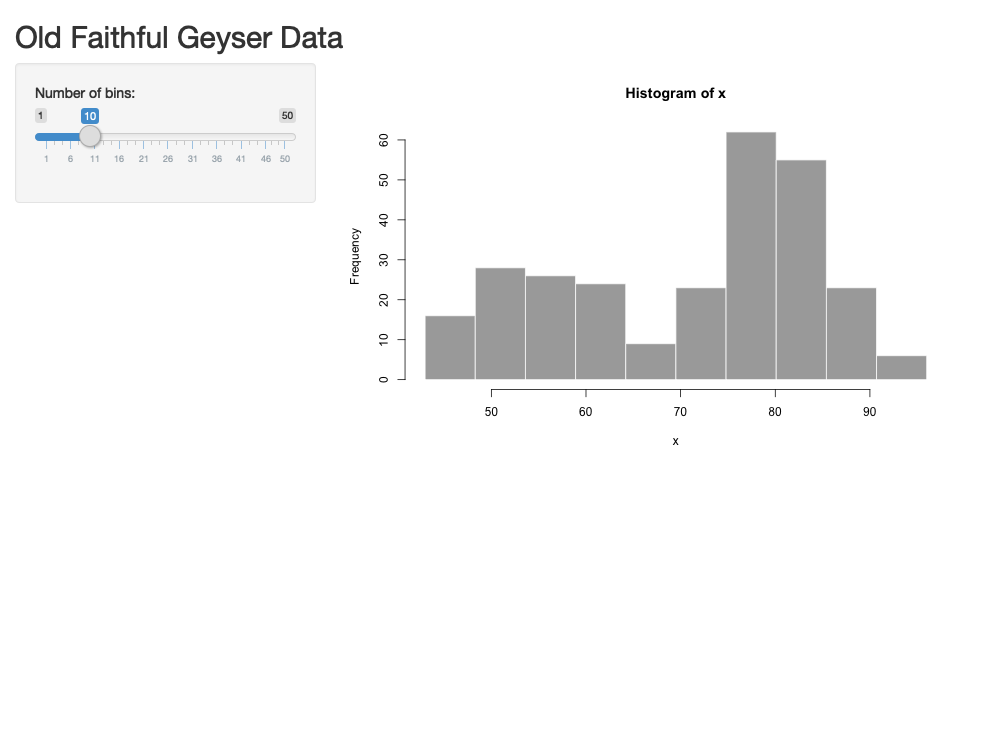 Old Faithful Geyser Data
Number of bins:
1 10 50
1 6 11 16 21 26 31 36 41 46 50
Histogram of x
Frequency
60
50
40
30
20
10
0
50 60 70 80 90
x